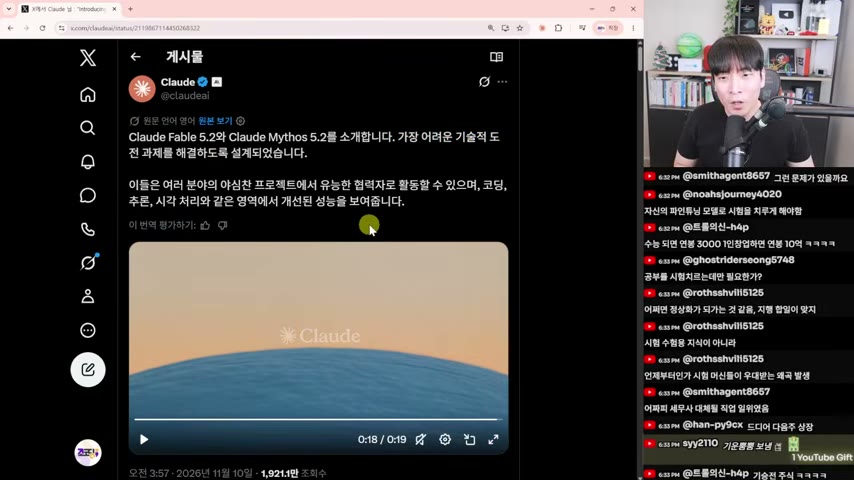 X에서 Claude 님 : "Introducing
x.com/claudeai/status/2119867114450268322
게시물
Claude
@claudeai
원문 언어 영어 원본 보기
Claude Fable 5.2와 Claude Mythos 5.2를 소개합니다. 가장 어려운 기술적 도
전 과제를 해결하도록 설계되었습니다.
이들은 여러 분야의 야심찬 프로젝트에서 유능한 협력자로 활동할 수 있으며, 코딩,
추론, 시각 처리와 같은 영역에서 개선된 성능을 보여줍니다.
이 번역 평가하기:
Claude
0:18 / 0:19
오전 3:57 · 2026년 11월 10일 · 1,921.1만 조회수
6:32 PM @smithagent8657 그런 문제가 있을까요
6:32 PM @noahsjourney4020
자신의 파인튜닝 모델로 시험을 치루게 해야함
6:32 PM @트롤의신-h4p
수능 되면 연봉 3000 1인창업하면 연봉 10억 ㅋㅋㅋㅋ
6:33 PM @ghostriderseong5748
공부를 시험치르는데만 필요한가?
6:33 PM @rothsshvili5125
어쩌면 정상화가 되가는 것 같음, 지행 합일이 맞지
6:33 PM @rothsshvili5125
시험 수험용 지식이 아니라
6:33 PM @rothsshvili5125
언제부터인가 시험 머신들이 우대받는 왜곡 발생
6:33 PM @smithagent8657
어짜피 세무사 대체될 직업 일위였음
6:33 PM @han-py9cx 드디어 다음주 상장
6:33 PM syy2110 기운뿜뿜 보냄
1 YouTube Gift
6:33 PM @트롤의신-h4p 기승전 주식 ㅋㅋㅋㅋ